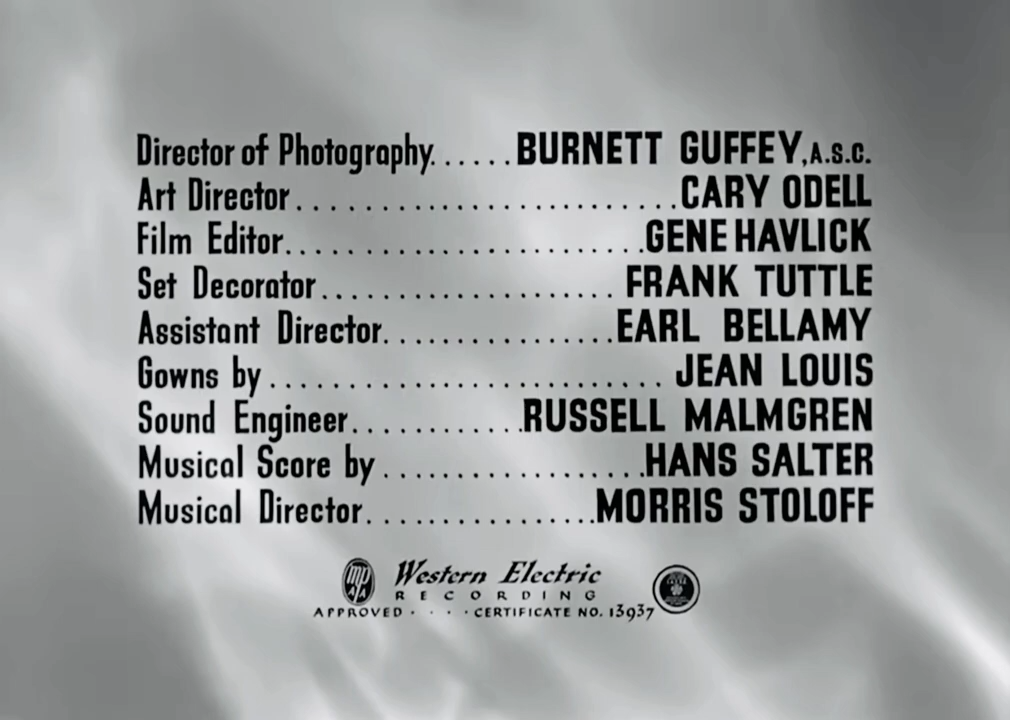 Director of Photography.....BURNETT GUFFEY, A.S.C.
Art Director.........................CARY ODELL
Film Editor.......................GENE HAVLICK
Set Decorator................... FRANK TUTTLE
Assistant Director...............EARL BELLAMY
Gowns by .......................... JEAN LOUIS
Sound Engineer............RUSSELL MALMGREN
Musical Score by .................HANS SALTER
Musical Director...............MORRIS STOLOFF
Western Electric
RECORDING
APPROVED · · · · CERTIFICATE NO. 13937